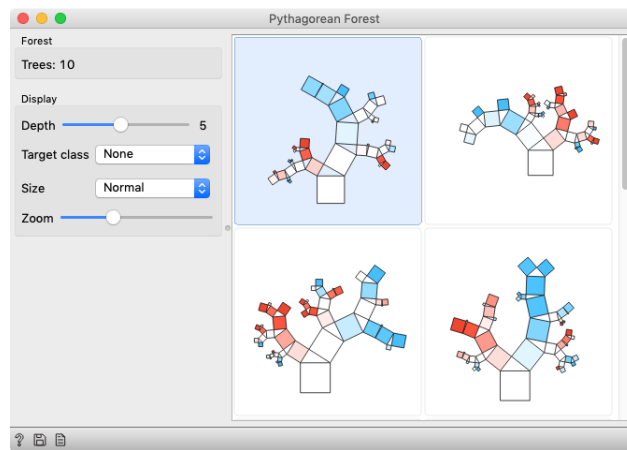 Pythagorean Forest
Forest
Trees: 10
Display
Depth 5
Target class None
Size Normal
Zoom
?